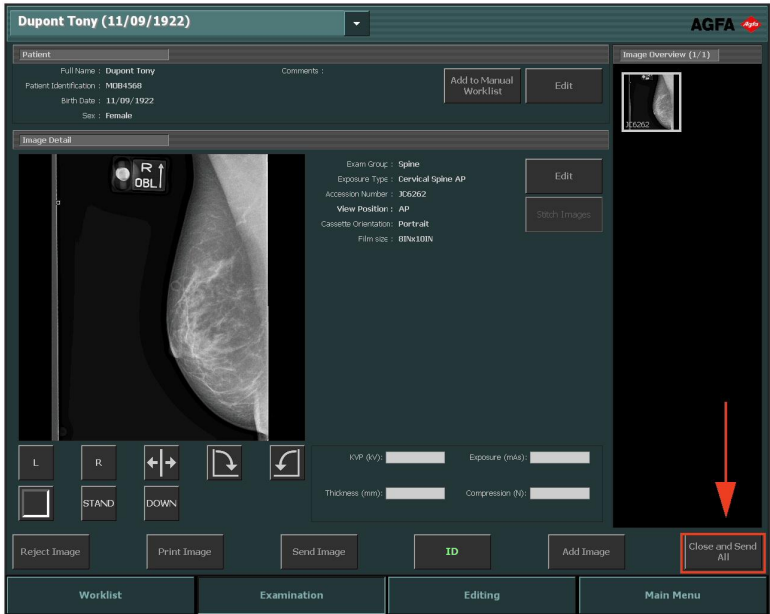 Dupont Tony (11/09/1922)
AGFA Agfa
Patient
Full Name : Dupont Tony
Comments :
Patient Identification : M0B4568
Birth Date : 11/09/1922
Sex : Female
Add to Manual
Worklist
Edit
Image Overview (1/1)
JC6262
Image Detail
R
OBL
Exam Group : Spine
Exposure Type : Cervical Spine AP
Accession Number : JC6262
View Position : AP
Cassette Orientation: Portrait
Film size : 8INx10IN
Edit
Stitch Images
L
R
STAND
DOWN
KVP (kV):
Exposure (mAs):
Thickness (mm):
Compression (N):
Reject Image
Print Image
Send Image
ID
Add Image
Close and Send
All
Worklist
Examination
Editing
Main Menu